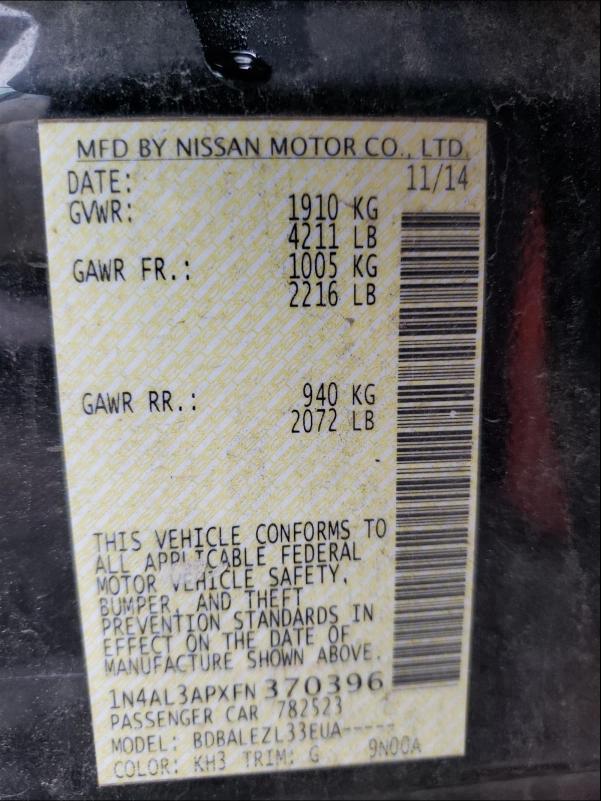 MFD BY NISSAN MOTOR CO., LTD.
DATE: 11/14
GVWR: 1910 KG
4211 LB
GAWR FR.: 1005 KG
2216 LB
GAWR RR.: 940 KG
2072 LB
THIS VEHICLE CONFORMS TO
ALL APPLICABLE FEDERAL
MOTOR VEHICLE SAFETY,
BUMPER, AND THEFT
PREVENTION STANDARDS IN
EFFECT ON THE DATE OF
MANUFACTURE SHOWN ABOVE.
1N4AL3APXFN370396
PASSENGER CAR 782523
MODEL: BDBALEZL33EUA-----
COLOR: KH3 TRIM: G 9N00A